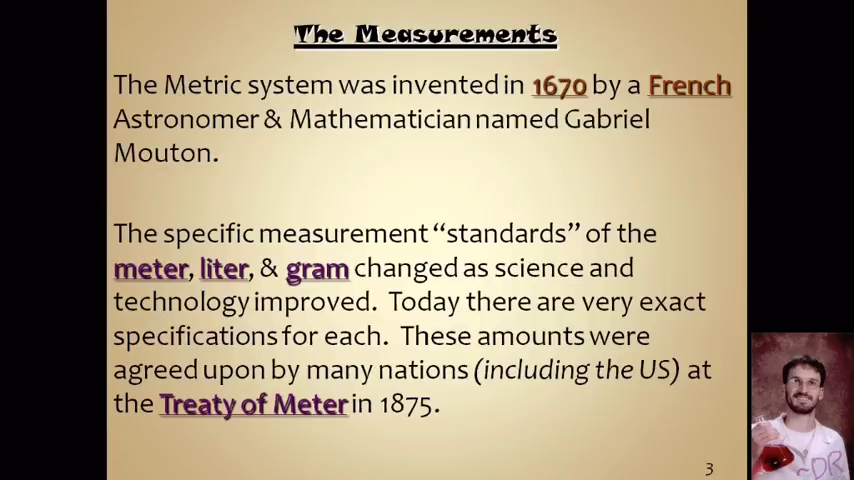 The Measurements
The Metric system was invented in 1670 by a French
Astronomer & Mathematician named Gabriel
Mouton.
The specific measurement “standards” of the
meter, liter, & gram changed as science and
technology improved. Today there are very exact
specifications for each. These amounts were
agreed upon by many nations (including the US) at
the Treaty of Meter in 1875.
3
~DR